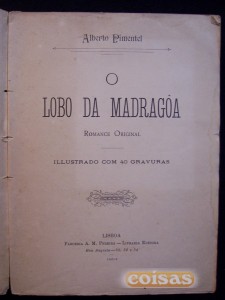 Alberto Pimentel
O
LOBO DA MADRAGÔA
ROMANCE ORIGINAL
ILLUSTRADO COM 40 GRAVURAS
LISBOA
coisas